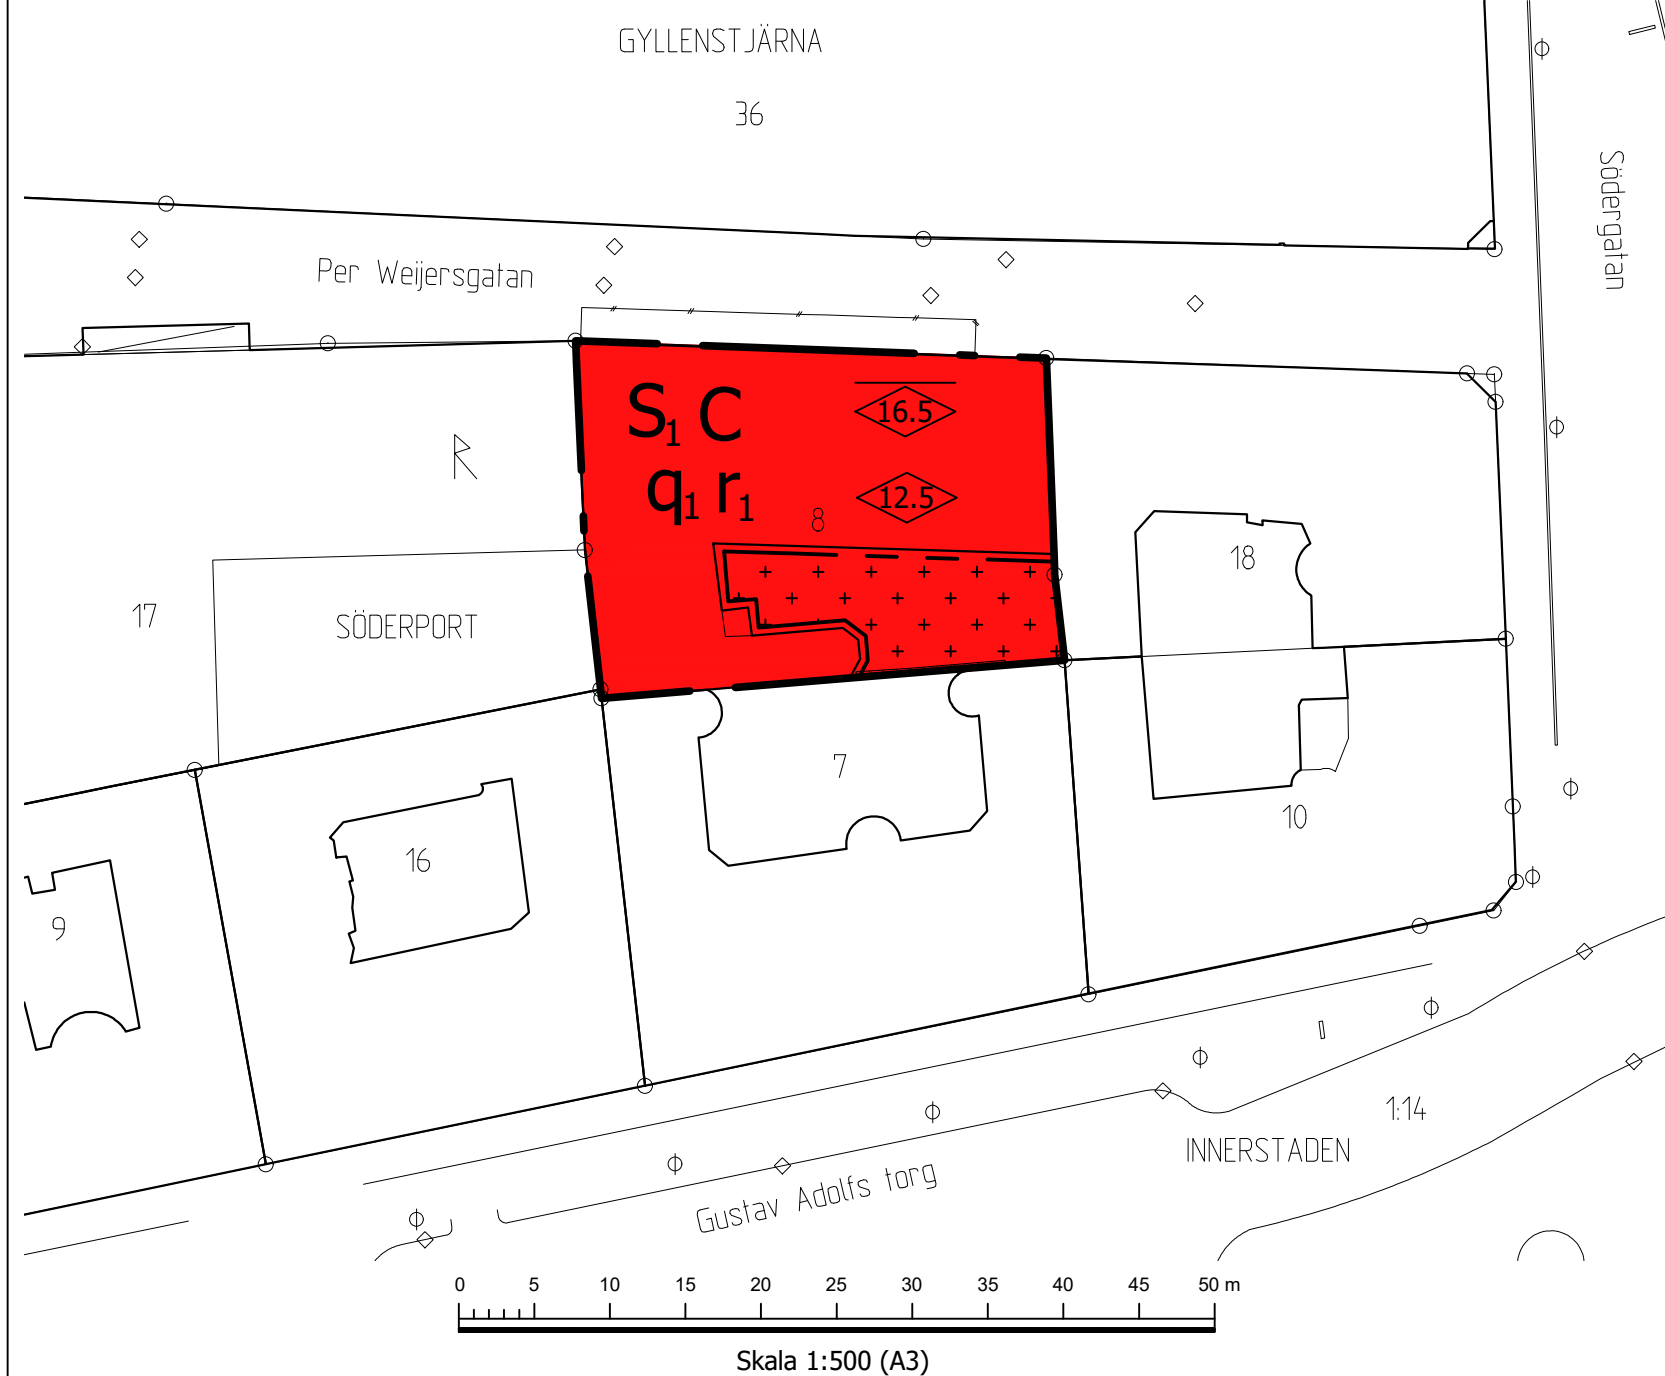 GYLLENSTJÄRNA
36
Södergatan
Per Weijersgatan
S1 C
16.5
q1 r1
12.5
8
R
18
17
SÖDERPORT
7
10
16
9
1:14
INNERSTADEN
Gustav Adolfs torg
0 5 10 15 20 25 30 35 40 45 50 m
Skala 1:500 (A3)